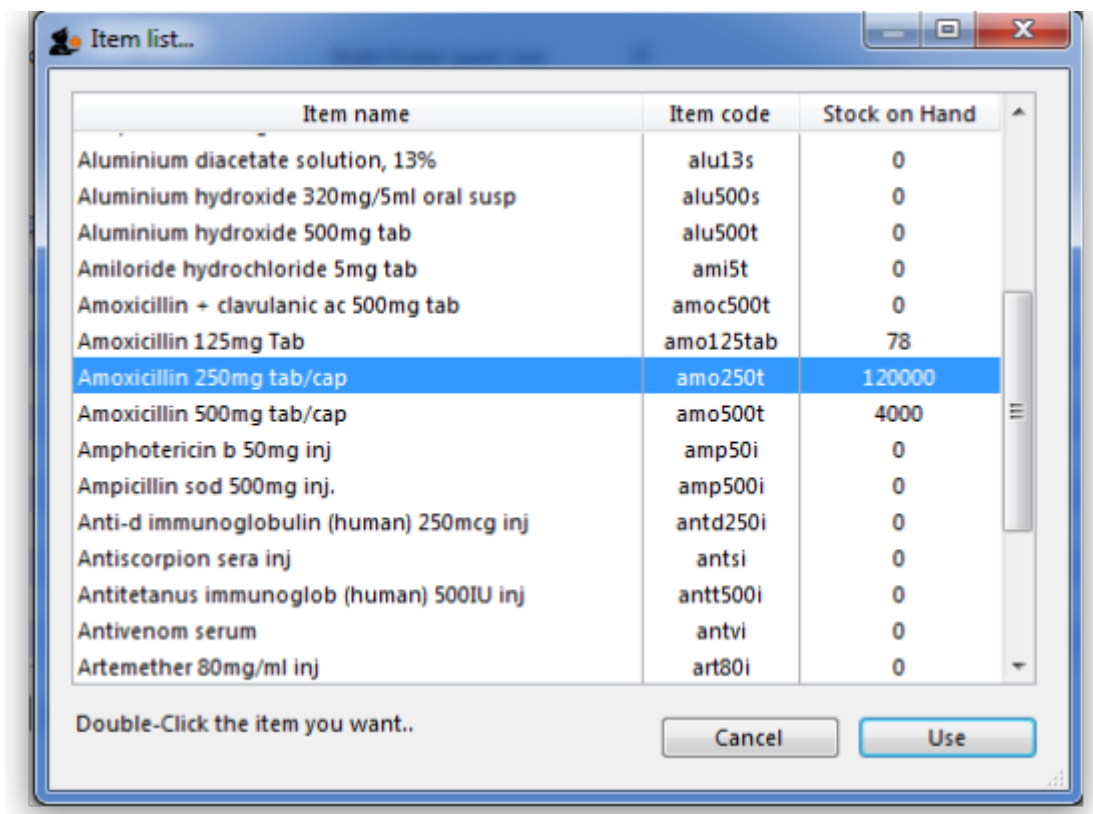 Item list...
Item name Item code Stock on Hand
Aluminium diacetate solution, 13% alu13s 0
Aluminium hydroxide 320mg/5ml oral susp alu500s 0
Aluminium hydroxide 500mg tab alu500t 0
Amiloride hydrochloride 5mg tab ami5t 0
Amoxicillin + clavulanic ac 500mg tab amoc500t 0
Amoxicillin 125mg Tab amo125tab 78
Amoxicillin 250mg tab/cap amo250t 120000
Amoxicillin 500mg tab/cap amo500t 4000
Amphotericin b 50mg inj amp50i 0
Ampicillin sod 500mg inj. amp500i 0
Anti-d immunoglobulin (human) 250mcg inj antd250i 0
Antiscorpion sera inj antsi 0
Antitetanus immunoglob (human) 500IU inj antt500i 0
Antivenom serum antvi 0
Artemether 80mg/ml inj art80i 0
Double-Click the item you want..
Cancel Use